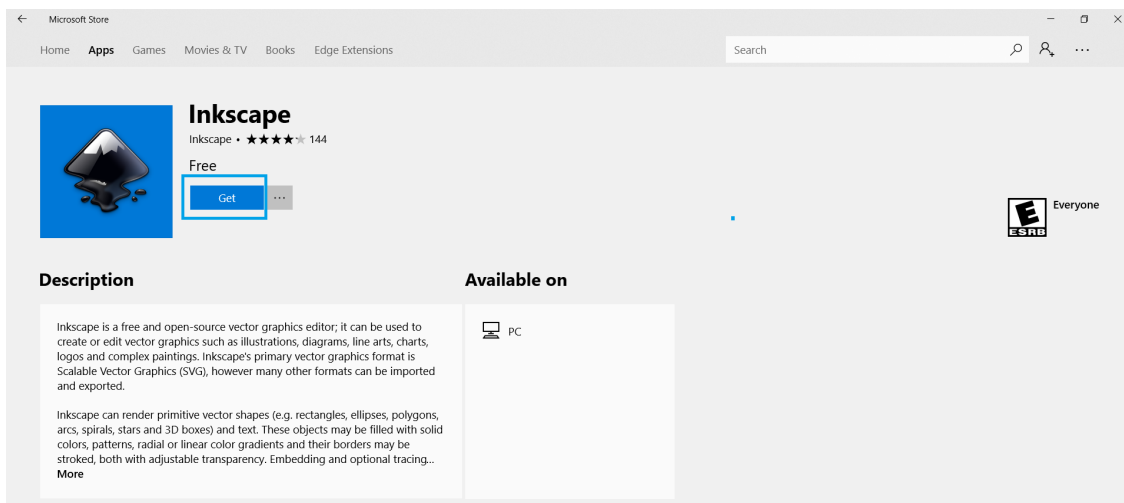 Microsoft Store
Home Apps Games Movies & TV Books Edge Extensions
Search
Inkscape
Inkscape • ★★★★★ 144
Free
Get ...
E
ESRB
Everyone
Description
Inkscape is a free and open-source vector graphics editor; it can be used to
create or edit vector graphics such as illustrations, diagrams, line arts, charts,
logos and complex paintings. Inkscape's primary vector graphics format is
Scalable Vector Graphics (SVG), however many other formats can be imported
and exported.
Inkscape can render primitive vector shapes (e.g. rectangles, ellipses, polygons,
arcs, spirals, stars and 3D boxes) and text. These objects may be filled with solid
colors, patterns, radial or linear color gradients and their borders may be
stroked, both with adjustable transparency. Embedding and optional tracing...
More
Available on
PC